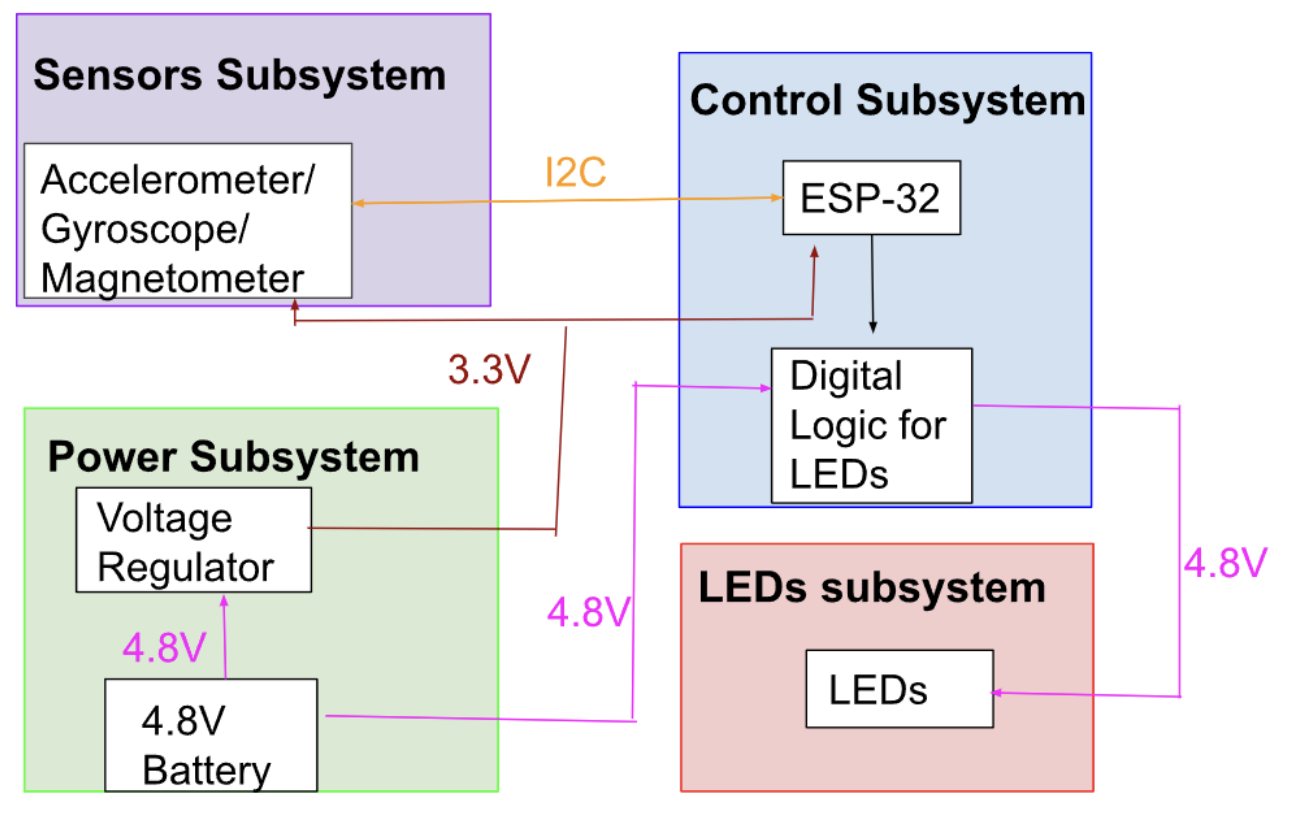 Sensors Subsystem
Accelerometer/
Gyroscope/
Magnetometer
I2C
Control Subsystem
ESP-32
Digital
Logic for
LEDs
3.3V
Power Subsystem
Voltage
Regulator
4.8V
4.8V
Battery
4.8V
LEDs subsystem
LEDs
4.8V